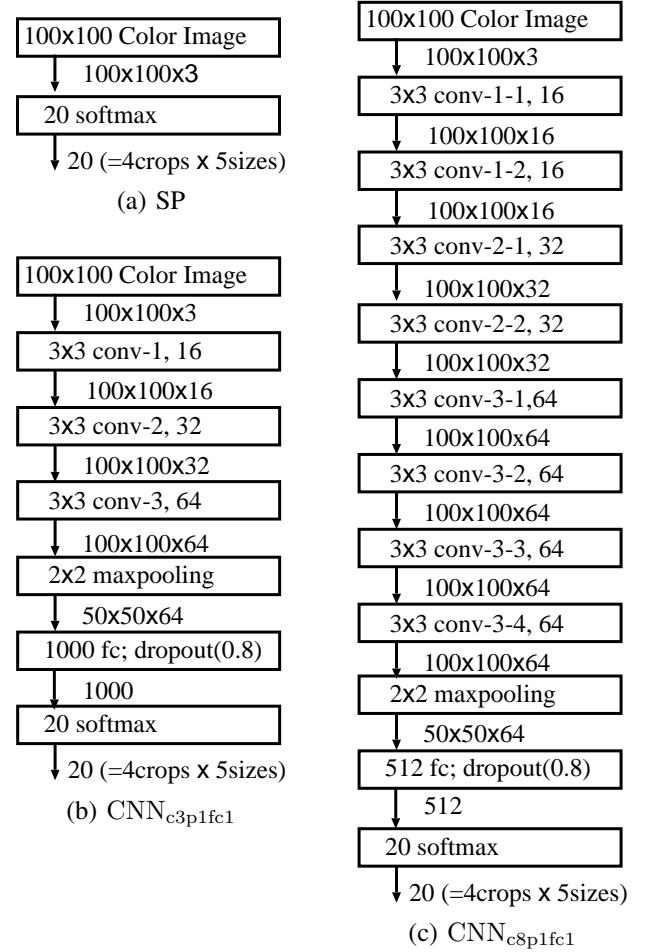 100x100 Color Image
100x100x3
20 softmax
20 (=4crops x 5sizes)
(a) SP
100x100 Color Image
100x100x3
3x3 conv-1, 16
100x100x16
3x3 conv-2, 32
100x100x32
3x3 conv-3, 64
100x100x64
2x2 maxpooling
50x50x64
1000 fc; dropout(0.8)
1000
20 softmax
20 (=4crops x 5sizes)
(b) CNNc3p1fc1
100x100 Color Image
100x100x3
3x3 conv-1-1, 16
100x100x16
3x3 conv-1-2, 16
100x100x16
3x3 conv-2-1, 32
100x100x32
3x3 conv-2-2, 32
100x100x32
3x3 conv-3-1,64
100x100x64
3x3 conv-3-2, 64
100x100x64
3x3 conv-3-3, 64
100x100x64
3x3 conv-3-4, 64
100x100x64
2x2 maxpooling
50x50x64
512 fc; dropout(0.8)
512
20 softmax
20 (=4crops x 5sizes)
(c) CNNc8p1fc1